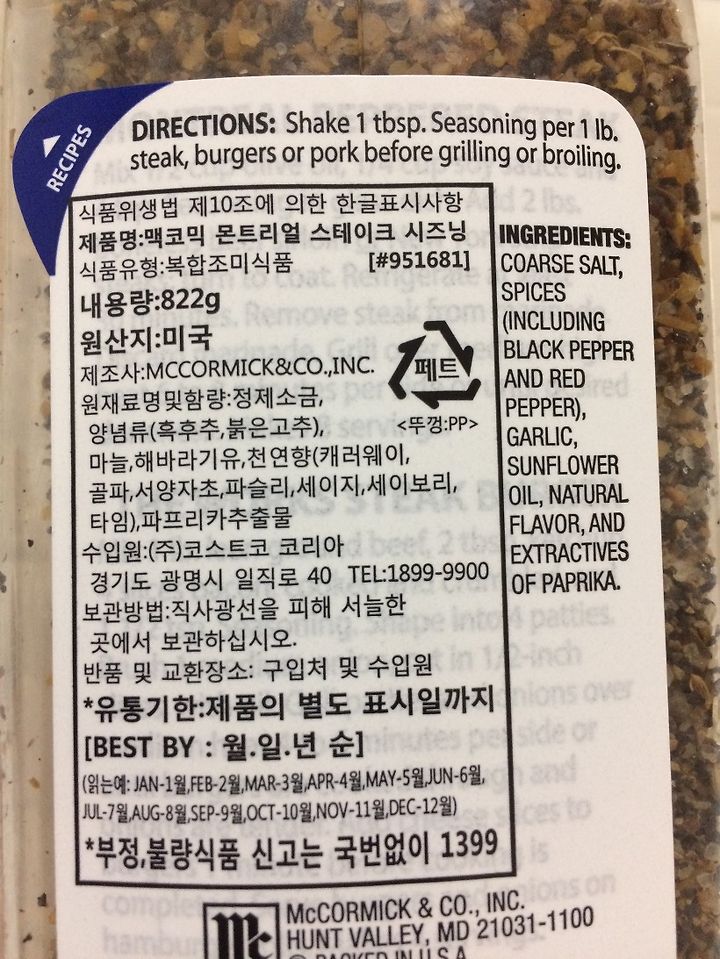 RECIPES
DIRECTIONS: Shake 1 tbsp. Seasoning per 1 lb.
steak, burgers or pork before grilling or broiling.
식품위생법 제10조에 의한 한글표시사항
제품명:맥코믹 몬트리얼 스테이크 시즈닝
식품유형:복합조미식품 [#951681]
내용량:822g
원산지:미국
제조사:MCCORMICK&CO.,INC.
페트
원재료명및함량:정제소금,
양념류(흑후추,붉은고추), <뚜껑:PP>
마늘,해바라기유,천연향(캐러웨이,
골파,서양자초,파슬리,세이지,세이보리,
타임),파프리카추출물
수입원:(주)코스트코 코리아
경기도 광명시 일직로 40 TEL:1899-9900
보관방법:직사광선을 피해 서늘한
곳에서 보관하십시오.
반품 및 교환장소: 구입처 및 수입원
*유통기한:제품의 별도 표시일까지
[BEST BY : 월.일.년 순]
(읽는예: JAN-1월,FEB-2월,MAR-3월,APR-4월,MAY-5월,JUN-6월,
JUL-7월,AUG-8월,SEP-9월,OCT-10월,NOV-11월,DEC-12월)
*부정,불량식품 신고는 국번없이 1399
INGREDIENTS:
COARSE SALT,
SPICES
(INCLUDING
BLACK PEPPER
AND RED
PEPPER),
GARLIC,
SUNFLOWER
OIL, NATURAL
FLAVOR, AND
EXTRACTIVES
OF PAPRIKA.
Mc
McCORMICK & CO., INC.
HUNT VALLEY, MD 21031-1100
© PACKED IN U.S.A.